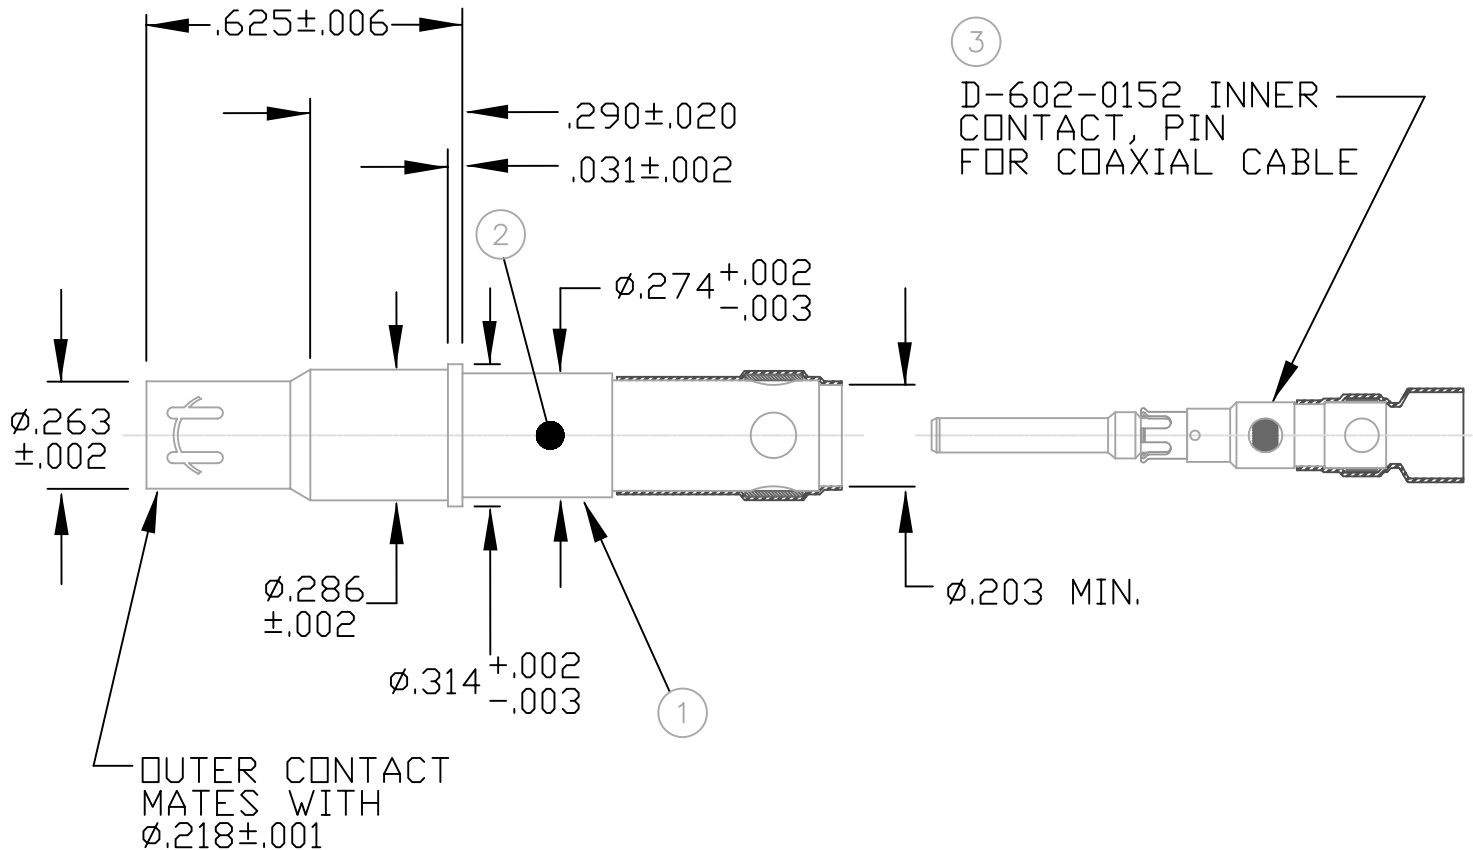 .625±.006
③
D-602-0152 INNER
CONTACT, PIN
FOR COAXIAL CABLE
.290±.020
.031±.002
②
Ø.274 +.002
-.003
Ø.263
±.002
Ø.286
±.002
Ø.203 MIN.
Ø.314 +.002
-.003
①
OUTER CONTACT
MATES WITH
Ø.218±.001